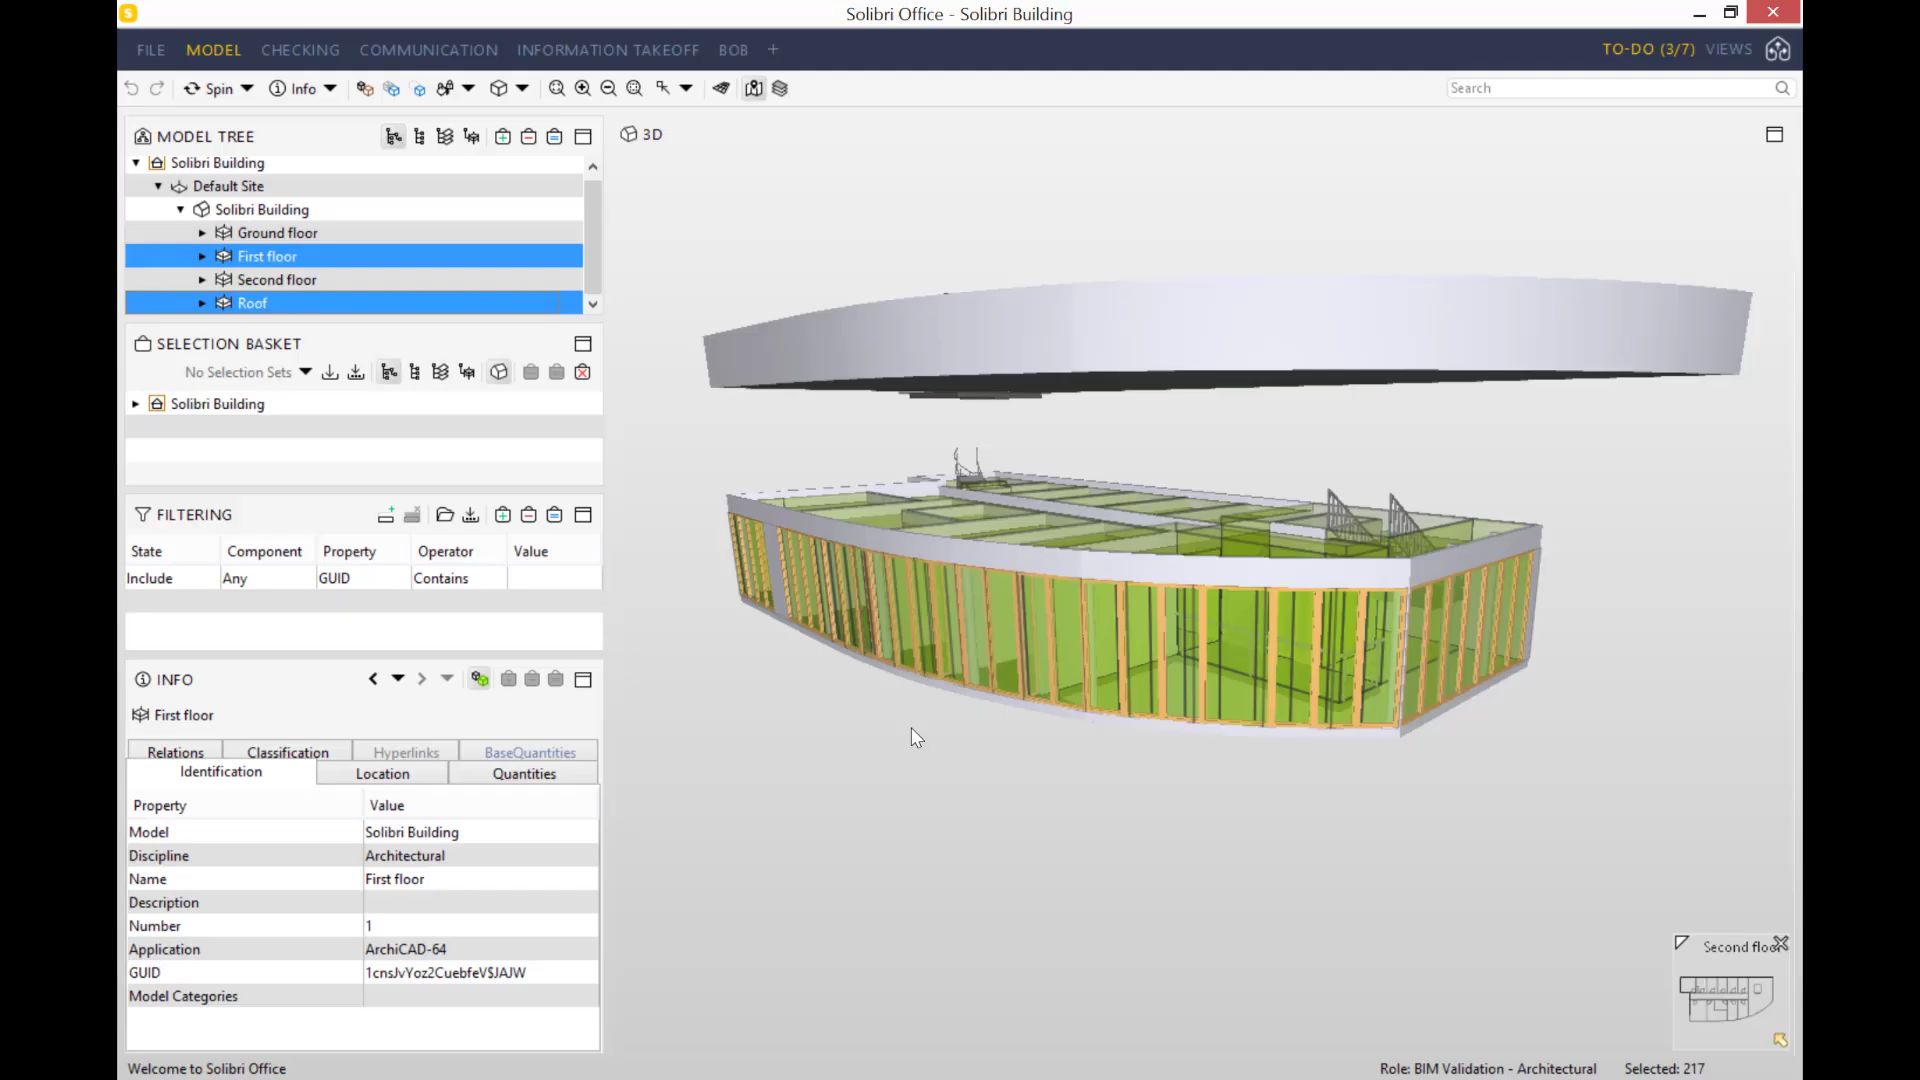 Solibri Office - Solibri Building
FILE MODEL CHECKING COMMUNICATION INFORMATION TAKEOFF BOB +
TO-DO (3/7) VIEWS
Spin Info Search
MODEL TREE
Solibri Building
Default Site
Solibri Building
Ground floor
First floor
Second floor
Roof
SELECTION BASKET
No Selection Sets
Solibri Building
FILTERING
State Component Property Operator Value
Include Any GUID Contains
INFO
First floor
Relations Classification Hyperlinks BaseQuantities
Identification Location Quantities
Property Value
Model Solibri Building
Discipline Architectural
Name First floor
Description
Number 1
Application ArchiCAD-64
GUID 1cnsJvYoz2CuebfeV$JAJW
Model Categories
3D
Second floor
Welcome to Solibri Office
Role: BIM Validation - Architectural Selected: 217